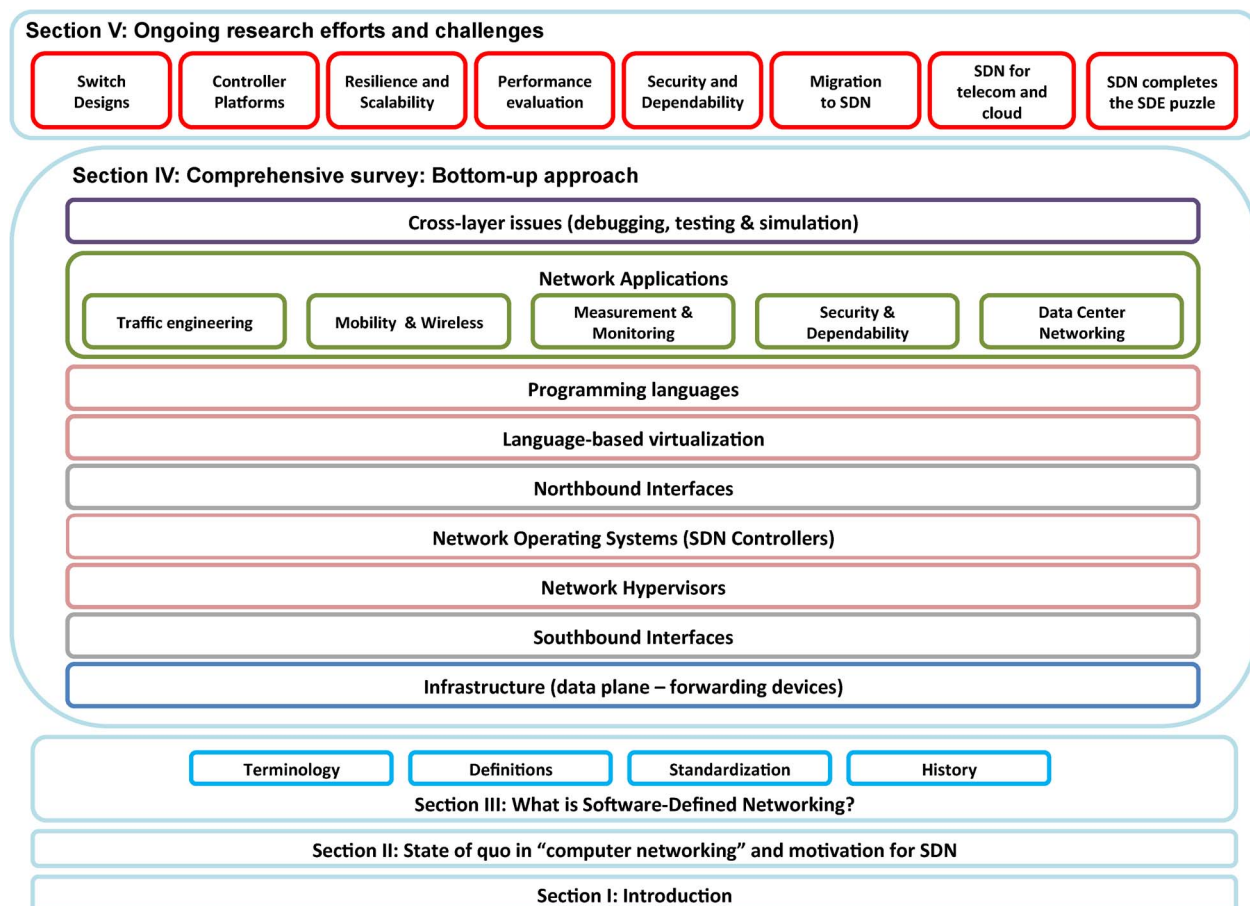 Section V: Ongoing research efforts and challenges
Switch
Designs
Controller
Platforms
Resilience and
Scalability
Performance
evaluation
Security and
Dependability
Migration
to SDN
SDN for
telecom and
cloud
SDN completes
the SDE puzzle
Section IV: Comprehensive survey: Bottom-up approach
Cross-layer issues (debugging, testing & simulation)
Network Applications
Traffic engineering
Mobility & Wireless
Measurement &
Monitoring
Security &
Dependability
Data Center
Networking
Programming languages
Language-based virtualization
Northbound Interfaces
Network Operating Systems (SDN Controllers)
Network Hypervisors
Southbound Interfaces
Infrastructure (data plane – forwarding devices)
Terminology
Definitions
Standardization
History
Section III: What is Software-Defined Networking?
Section II: State of quo in “computer networking” and motivation for SDN
Section I: Introduction